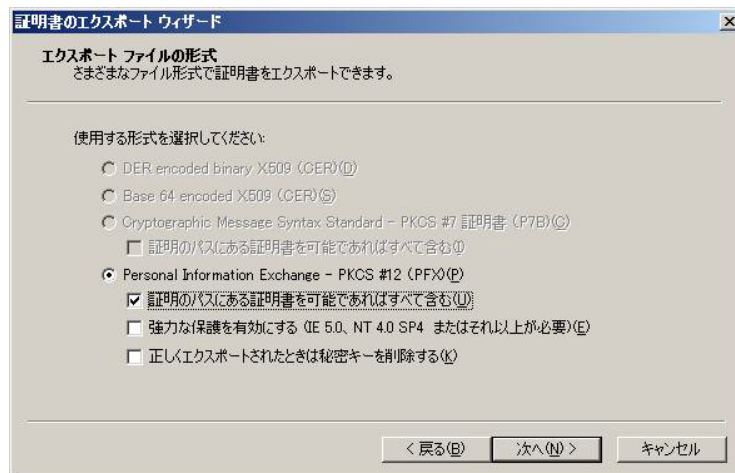 証明書のエクスポート ウィザード
エクスポート ファイルの形式
さまざまなファイル形式で証明書をエクスポートできます。
使用する形式を選択してください:
DER encoded binary X509 (CER)(D)
Base 64 encoded X509 (CER)(S)
Cryptographic Message Syntax Standard - PKCS #7 証明書 (P7B)(C)
証明のパスにある証明書を可能であればすべて含む(I)
Personal Information Exchange - PKCS #12 (PFX)(P)
証明のパスにある証明書を可能であればすべて含む(U)
強力な保護を有効にする (IE 5.0、NT 4.0 SP4 またはそれ以上が必要)(E)
正しくエクスポートされたときは秘密キーを削除する(K)
< 戻る(B) 次へ(N) > キャンセル